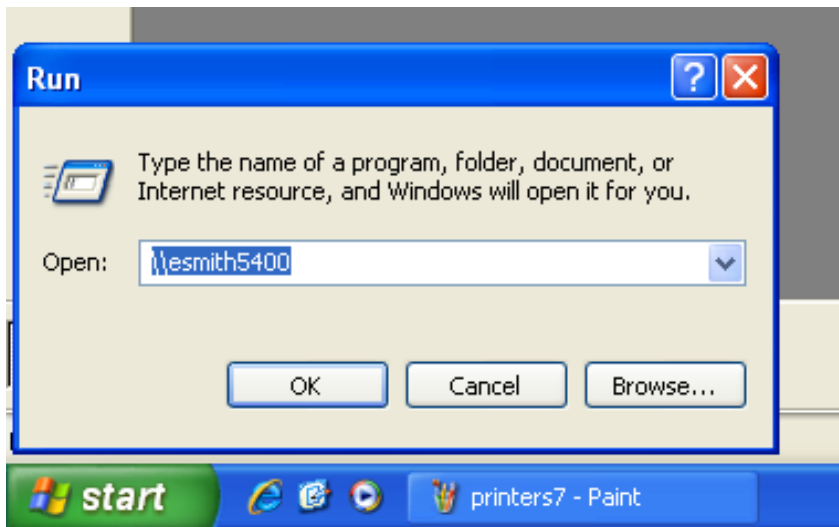 Run
Type the name of a program, folder, document, or
Internet resource, and Windows will open it for you.
Open: \\esmith5400
OK Cancel Browse...
start printers7 - Paint